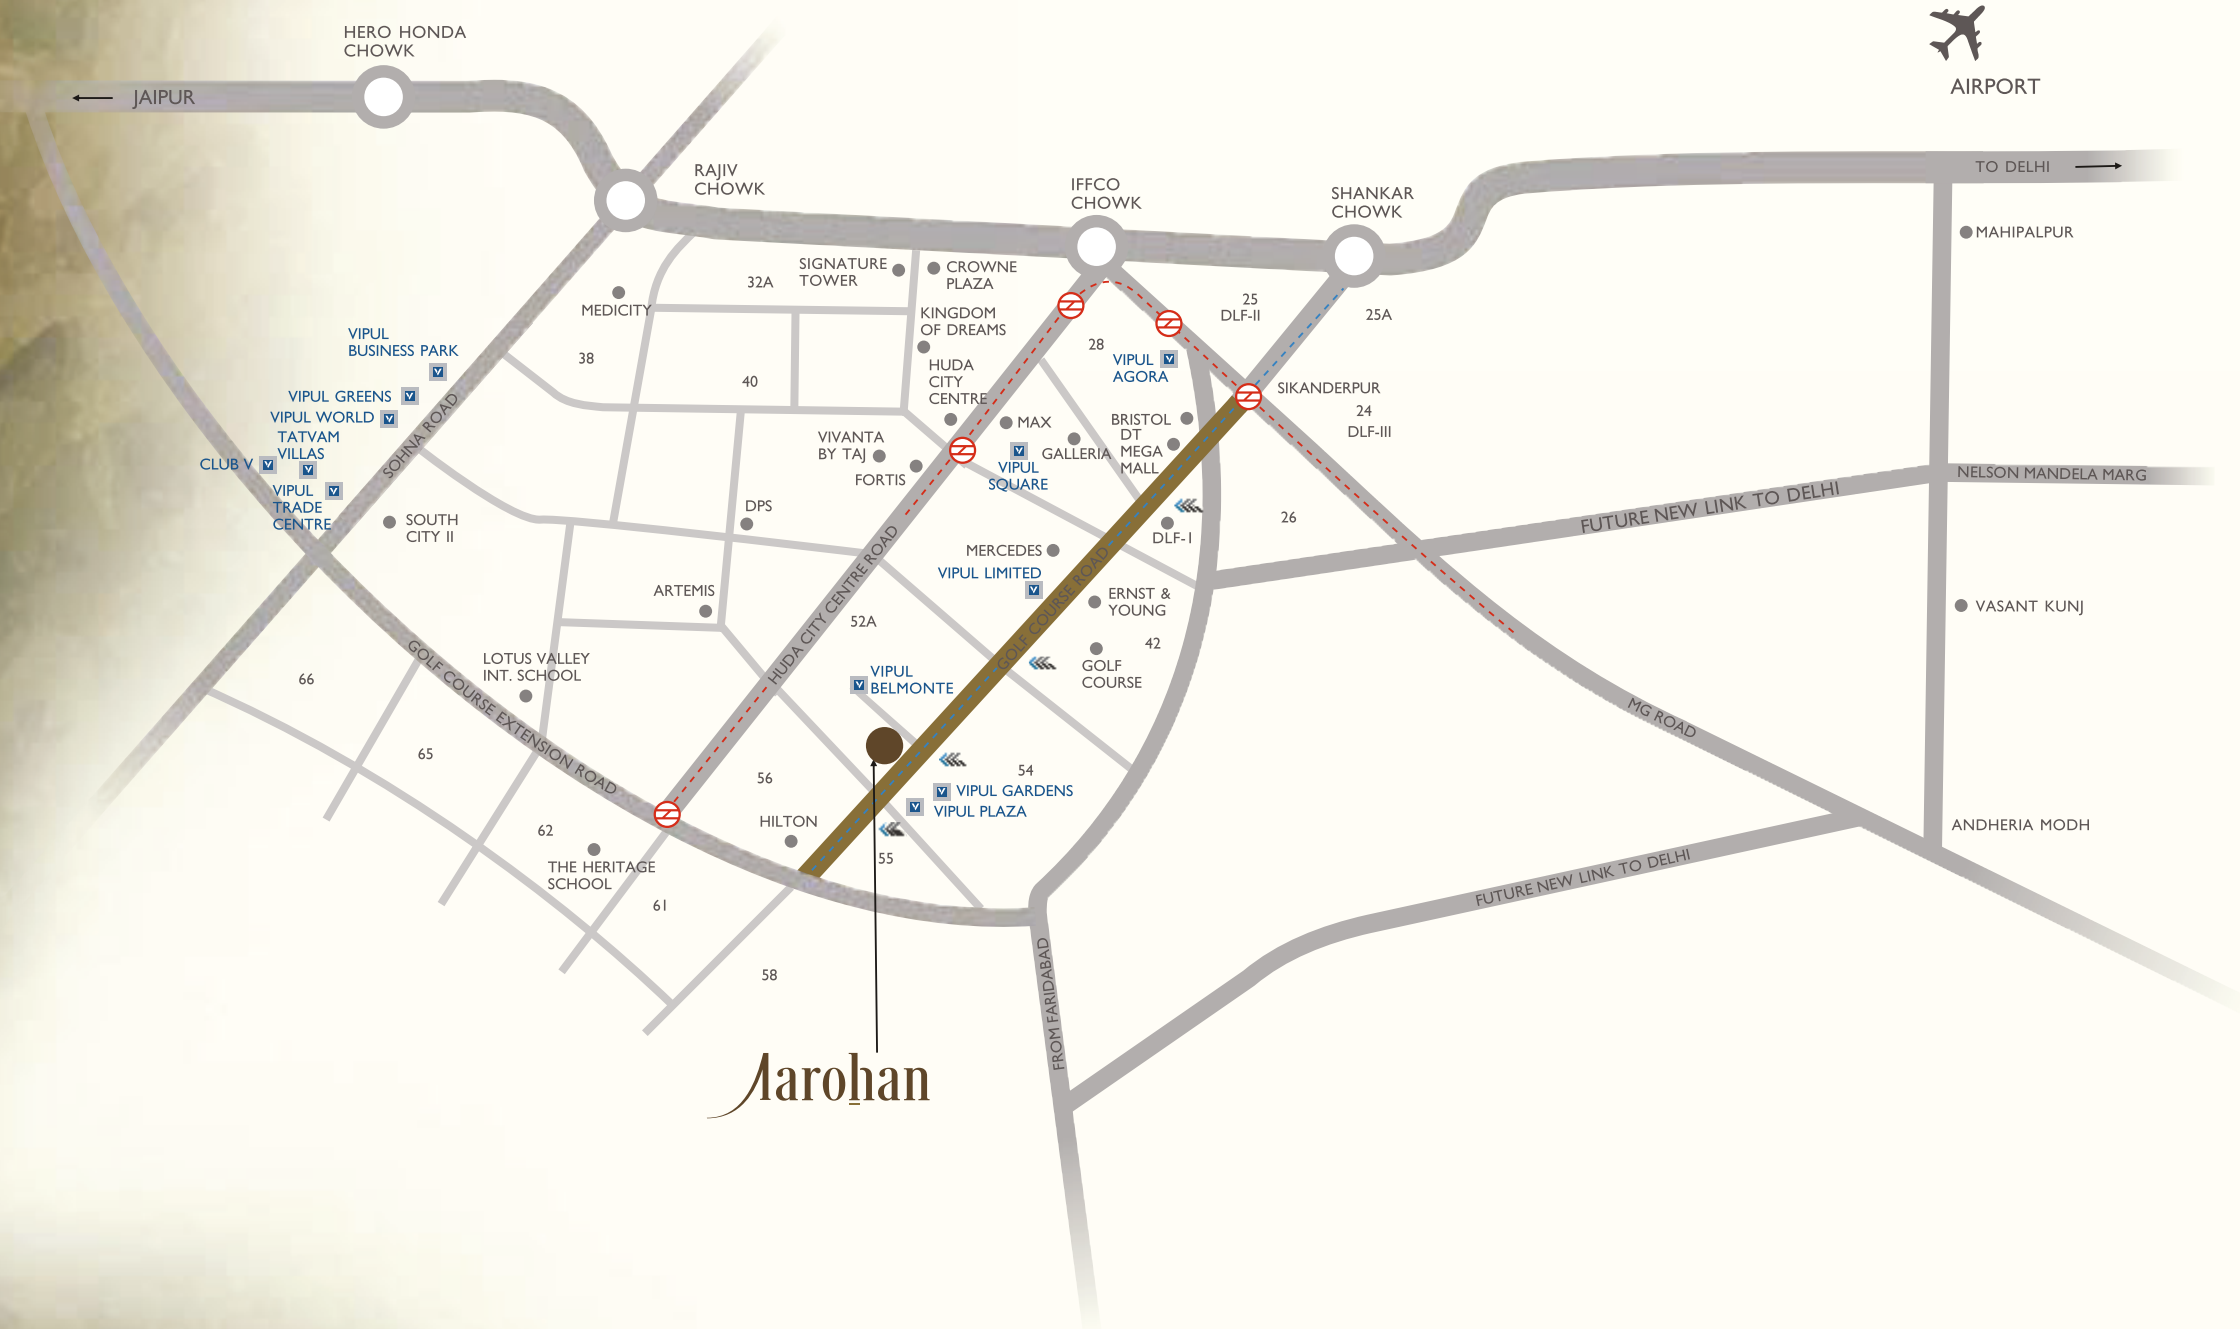 HERO HONDA
CHOWK
AIRPORT
JAIPUR
RAJIV
CHOWK
IFFCO
CHOWK
SHANKAR
CHOWK
TO DELHI
MAHIPALPUR
SIGNATURE
TOWER
CROWNE
PLAZA
32A
MEDICITY
25
DLF-II
25A
KINGDOM
OF DREAMS
VIPUL
BUSINESS PARK
38
28
VIPUL
AGORA
HUDA
CITY
CENTRE
40
SIKANDERPUR
VIPUL GREENS
VIPUL WORLD
TATVAM
VILLAS
CLUB V
VIPUL
TRADE
CENTRE
SOHNA ROAD
MAX
BRISTOL
DT
MEGA
MALL
24
DLF-III
VIVANTA
BY TAJ
GALLERIA
FORTIS
VIPUL
SQUARE
NELSON MANDELA MARG
FUTURE NEW LINK TO DELHI
DPS
SOUTH
CITY II
26
DLF-I
MERCEDES
VIPUL LIMITED
HUDA CITY CENTRE ROAD
GOLF COURSE ROAD
ARTEMIS
ERNST &
YOUNG
VASANT KUNJ
52A
42
LOTUS VALLEY
INT. SCHOOL
GOLF
COURSE
66
VIPUL
BELMONTE
GOLF COURSE EXTENSION ROAD
MG ROAD
65
56
54
VIPUL GARDENS
VIPUL PLAZA
HILTON
62
ANDHERIA MODH
55
THE HERITAGE
SCHOOL
FUTURE NEW LINK TO DELHI
61
58
FROM FARIDABAD
Aarohan